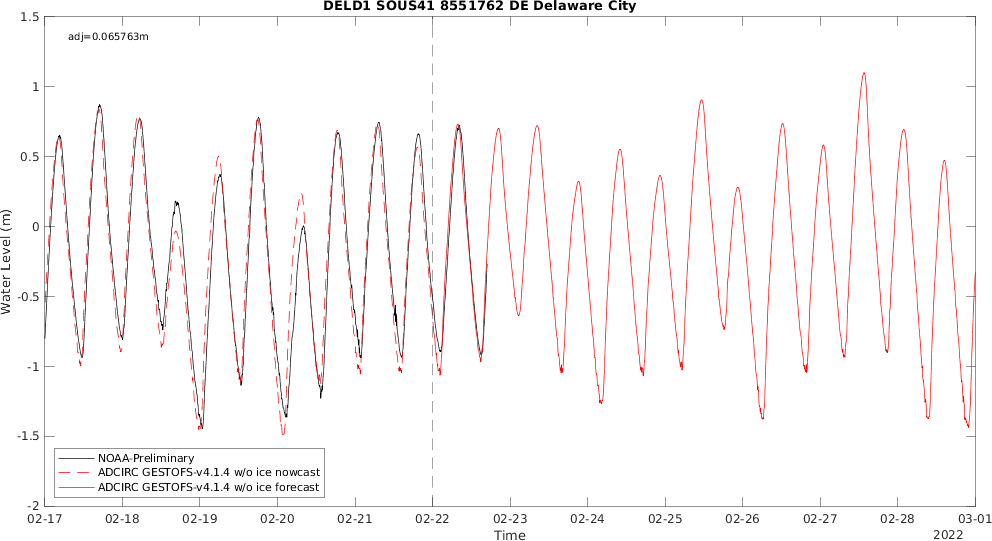 DELD1 SOUS41 8551762 DE Delaware City
adj=0.065763m
1.5
1
0.5
0
-0.5
-1
-1.5
-2
Water Level (m)
NOAA-Preliminary
ADCIRC GESTOFS-v4.1.4 w/o ice nowcast
ADCIRC GESTOFS-v4.1.4 w/o ice forecast
02-17 02-18 02-19 02-20 02-21 02-22 02-23 02-24 02-25 02-26 02-27 02-28 03-01
Time
2022